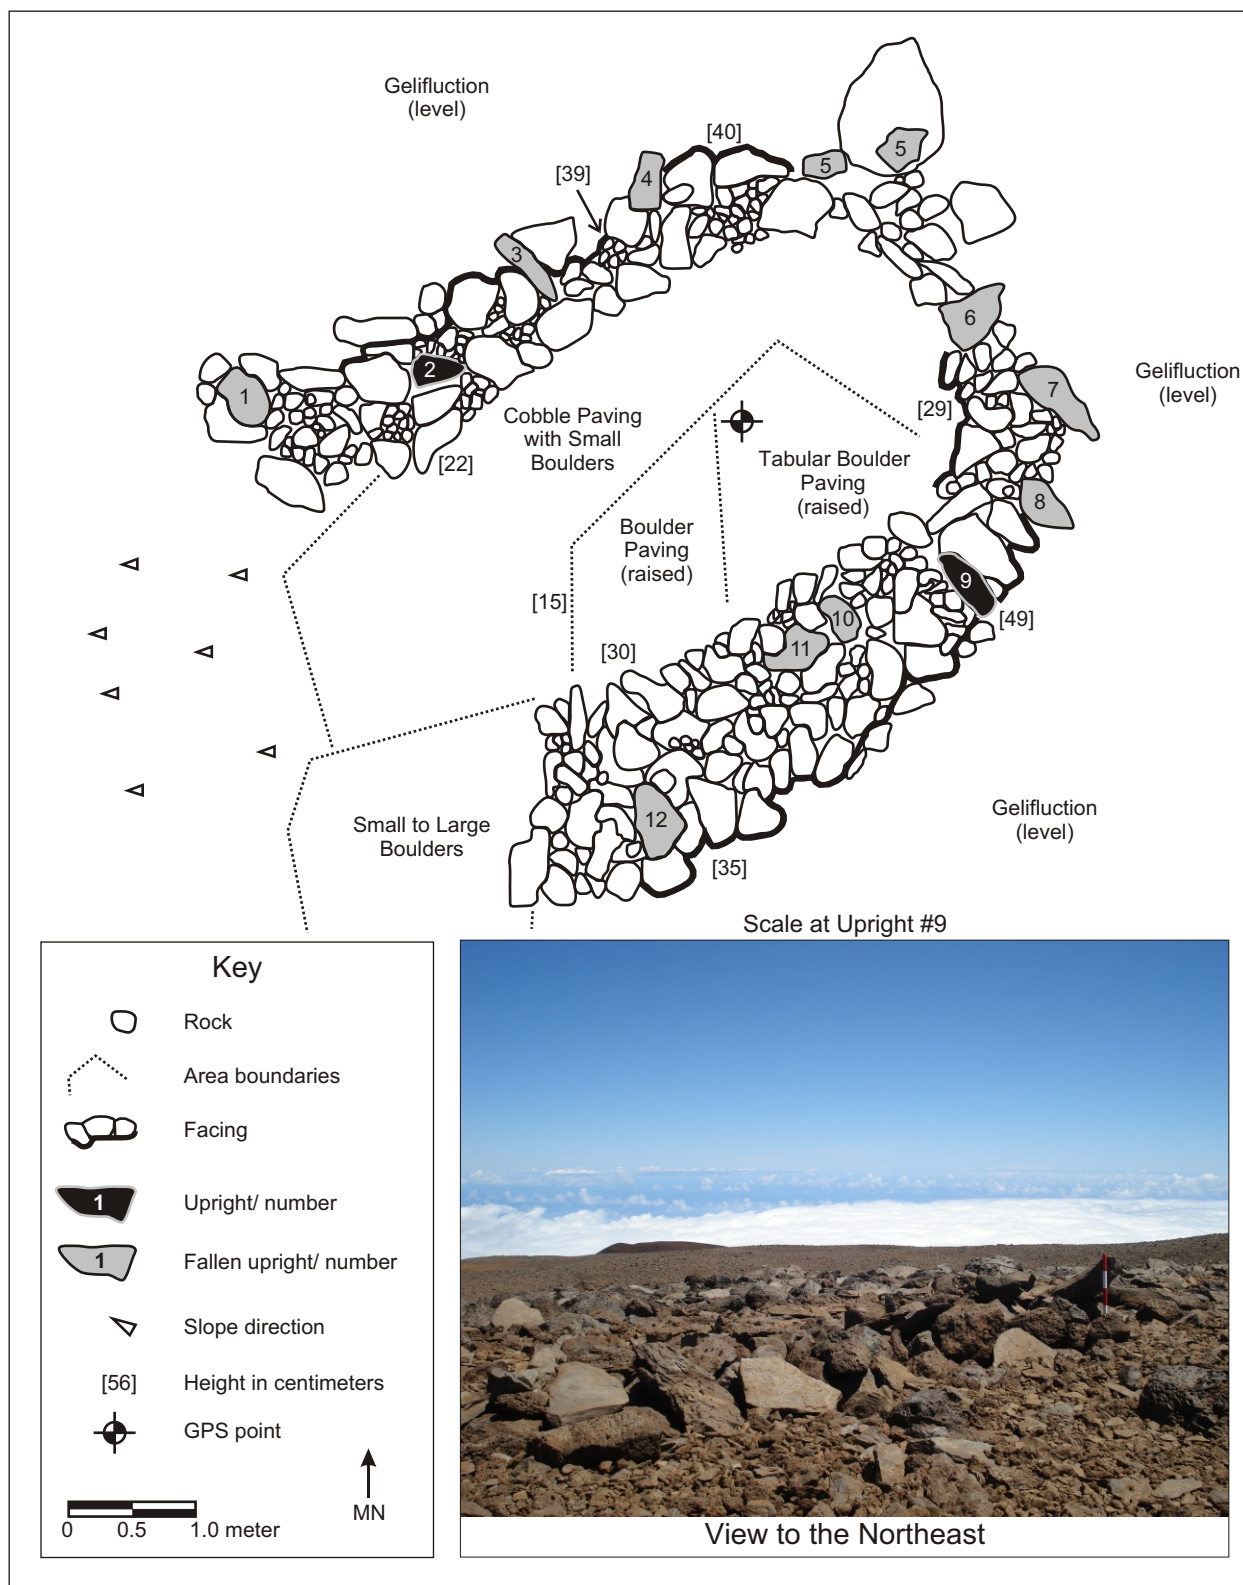 Gelifluction
(level)
[40]
5
5
[39]
4
3
6
2
1
7
Gelifluction
(level)
[29]
Cobble Paving
with Small
Boulders
[22]
Tabular Boulder
Paving
(raised)
8
Boulder
Paving
(raised)
9
[15]
[49]
10
11
[30]
12
Small to Large
Boulders
Gelifluction
(level)
[35]
Scale at Upright #9
Key
Rock
Area boundaries
Facing
1
Upright/ number
1
Fallen upright/ number
Slope direction
[56]
Height in centimeters
GPS point
MN
0 0.5 1.0 meter
View to the Northeast